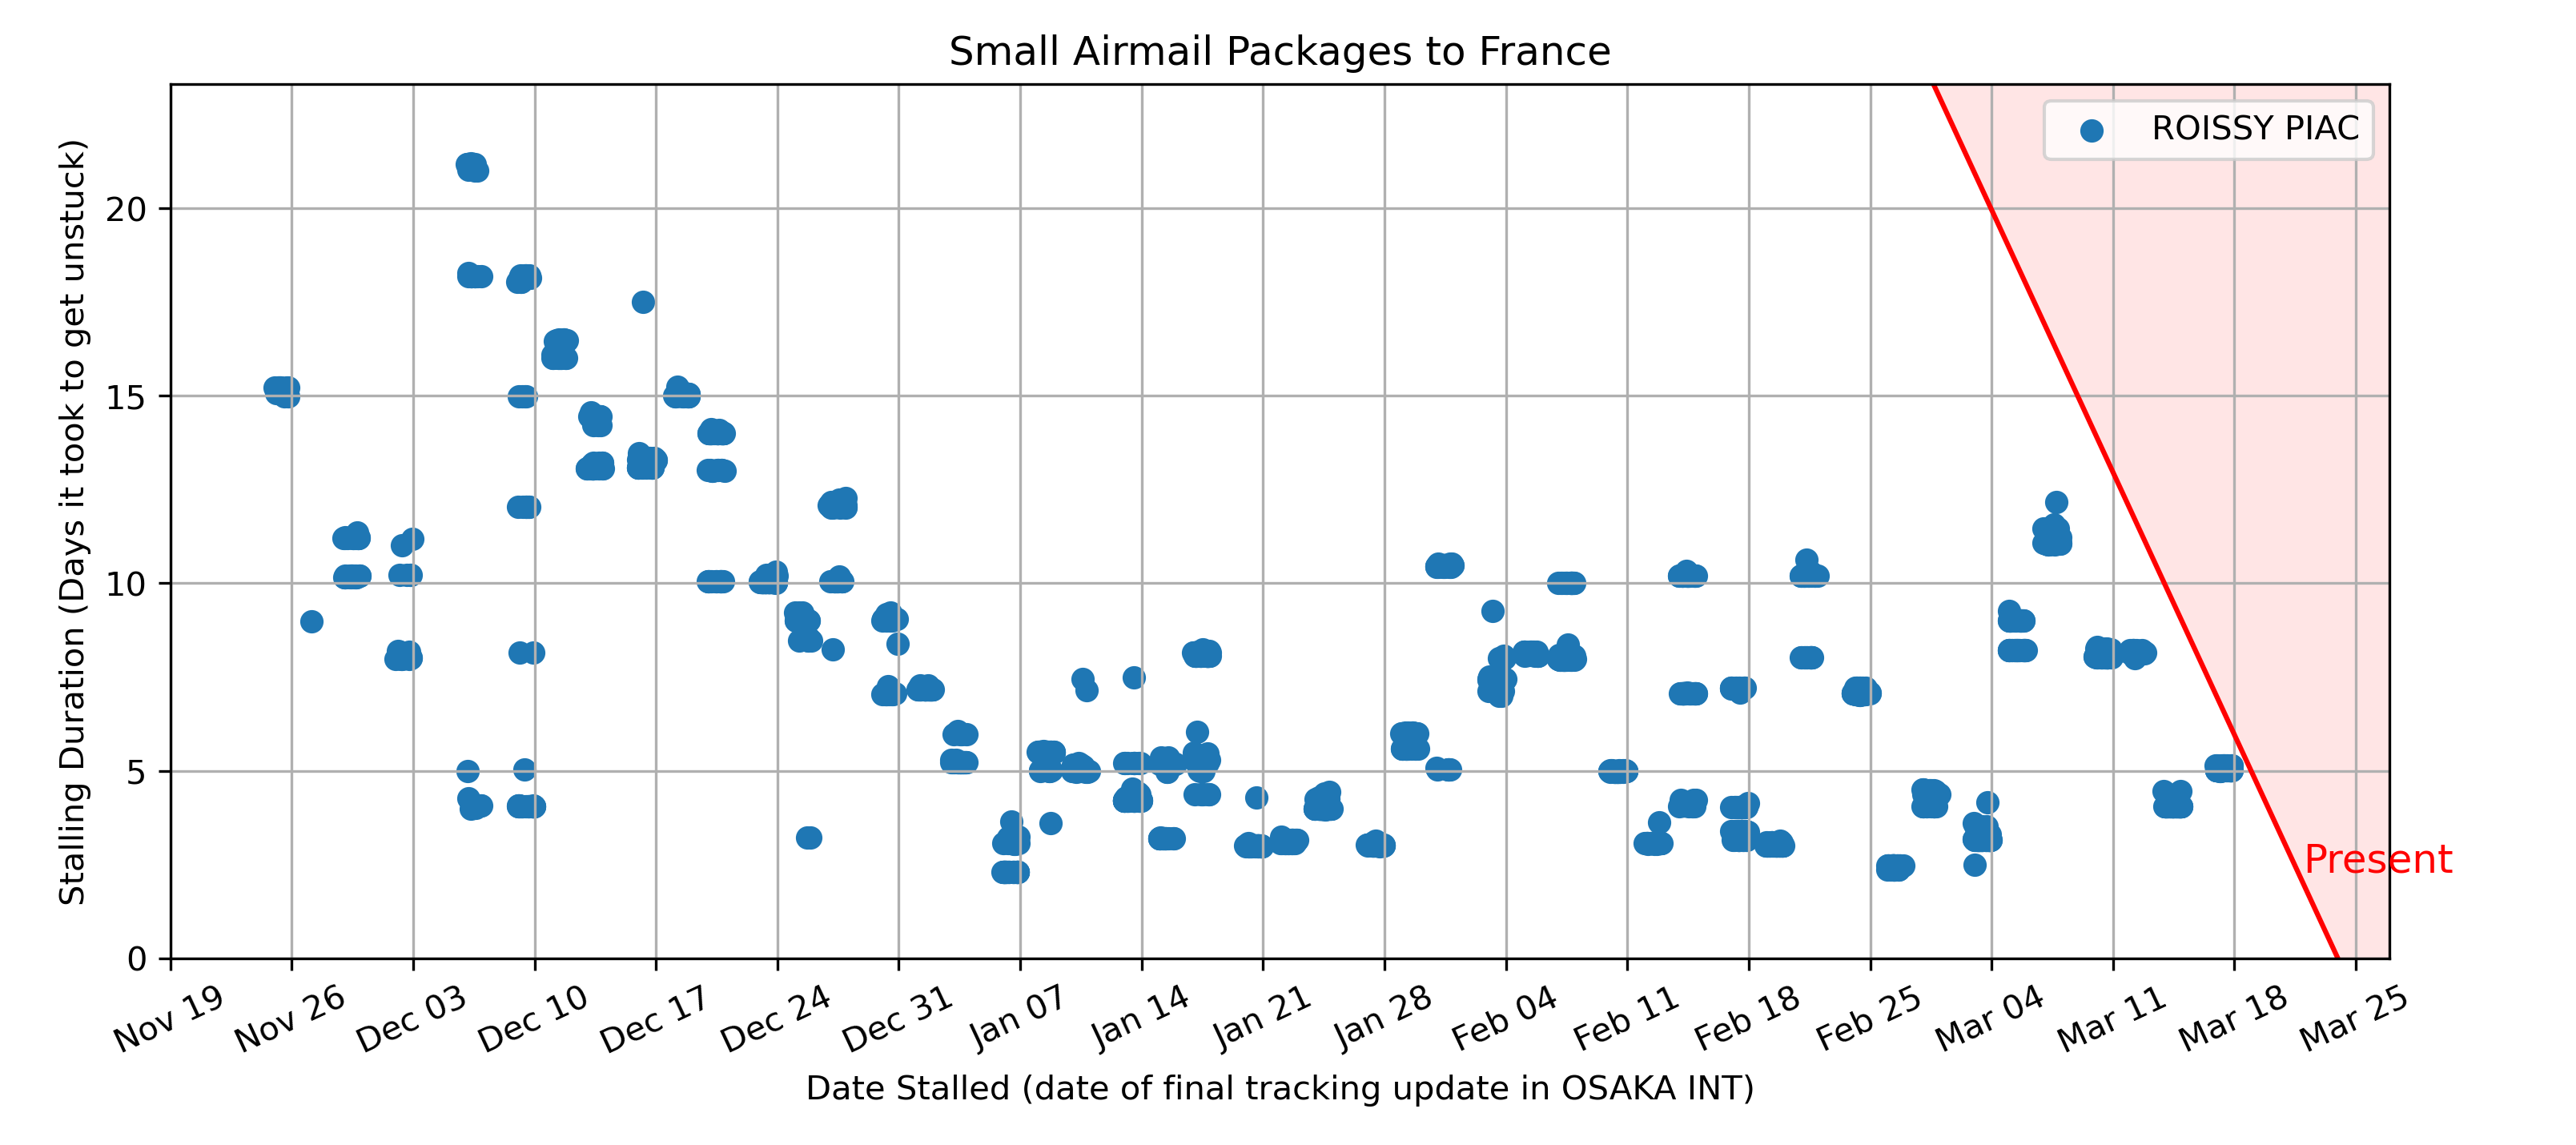 Small Airmail Packages to France
ROISSY PIAC
Stalling Duration (Days it took to get unstuck)
20
15
10
5
0
Present
Nov 19
Nov 26
Dec 03
Dec 10
Dec 17
Dec 24
Dec 31
Jan 07
Jan 14
Jan 21
Jan 28
Feb 04
Feb 11
Feb 18
Feb 25
Mar 04
Mar 11
Mar 18
Mar 25
Date Stalled (date of final tracking update in OSAKA INT)